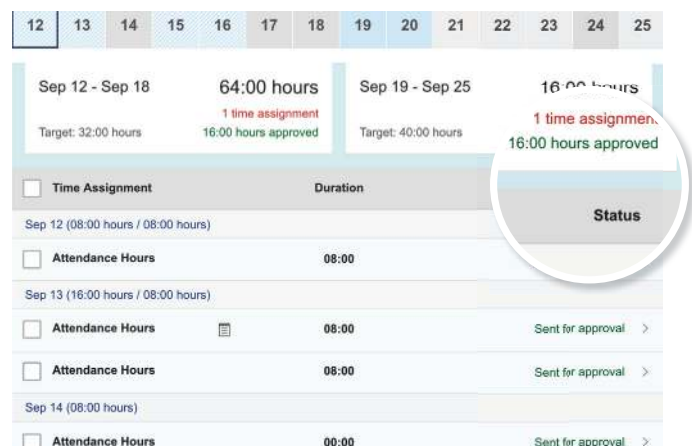 12 13 14 15 16 17 18 19 20 21 22 23 24 25
Sep 12 - Sep 18 64:00 hours Sep 19 - Sep 25 16:00 hours
1 time assignment 1 time assignment
Target: 32:00 hours 16:00 hours approved Target: 40:00 hours 16:00 hours approved
Time Assignment Duration Status
Sep 12 (08:00 hours / 08:00 hours)
Attendance Hours 08:00
Sep 13 (16:00 hours / 08:00 hours)
Attendance Hours 08:00 Sent for approval
Attendance Hours 08:00 Sent for approval
Sep 14 (08:00 hours)
Attendance Hours 00:00 Sent for approval